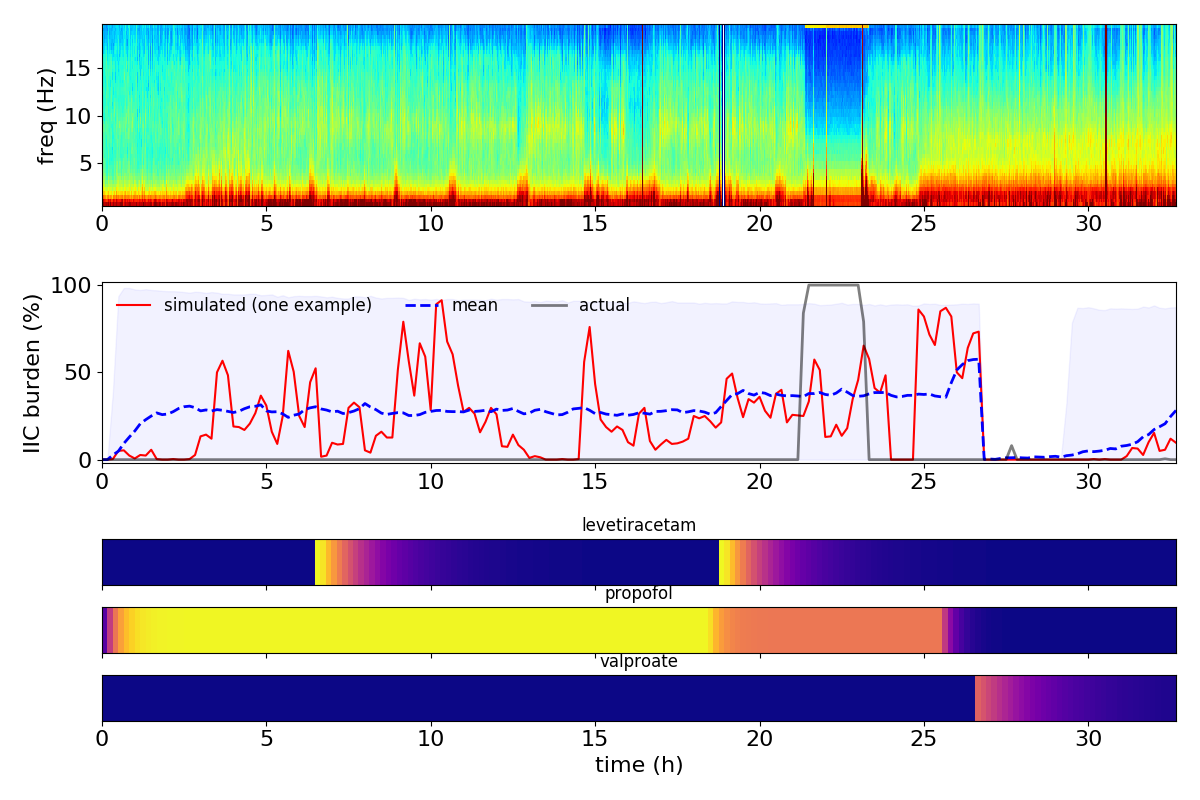 freq (Hz)
15
10
5
0 5 10 15 20 25 30
IIC burden (%)
100
50
0
simulated (one example) mean actual
0 5 10 15 20 25 30
levetiracetam
propofol
valproate
0 5 10 15 20 25 30
time (h)